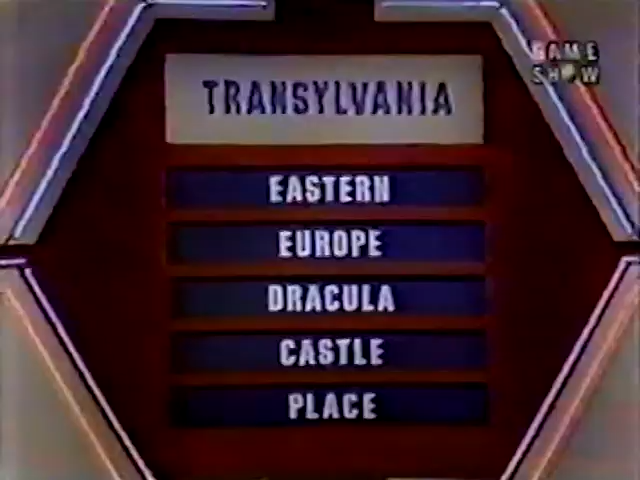 GAME
SHOW
TRANSYLVANIA
EASTERN
EUROPE
DRACULA
CASTLE
PLACE